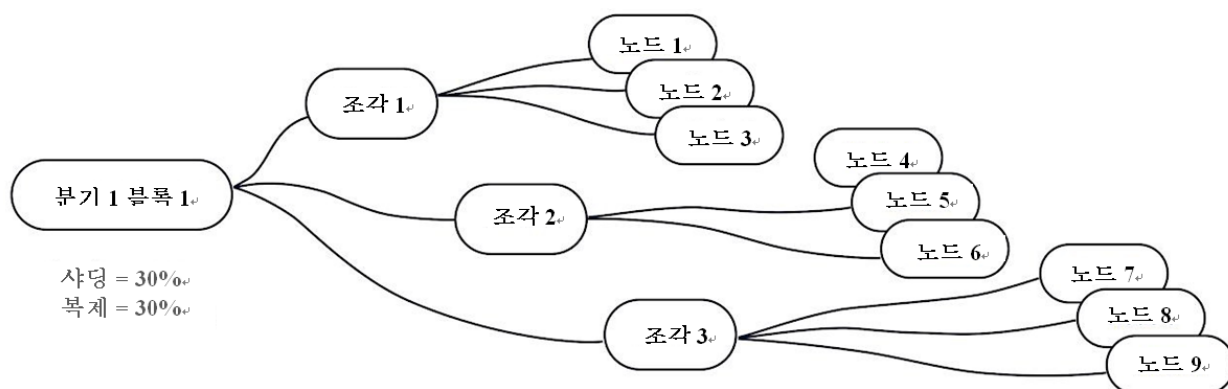 노드 1
조각 1
노드 2
노드 3
노드 4
분기 1 블록 1
노드 5
조각 2
노드 6
샤딩 = 30%
복제 = 30%
노드 7
노드 8
조각 3
노드 9